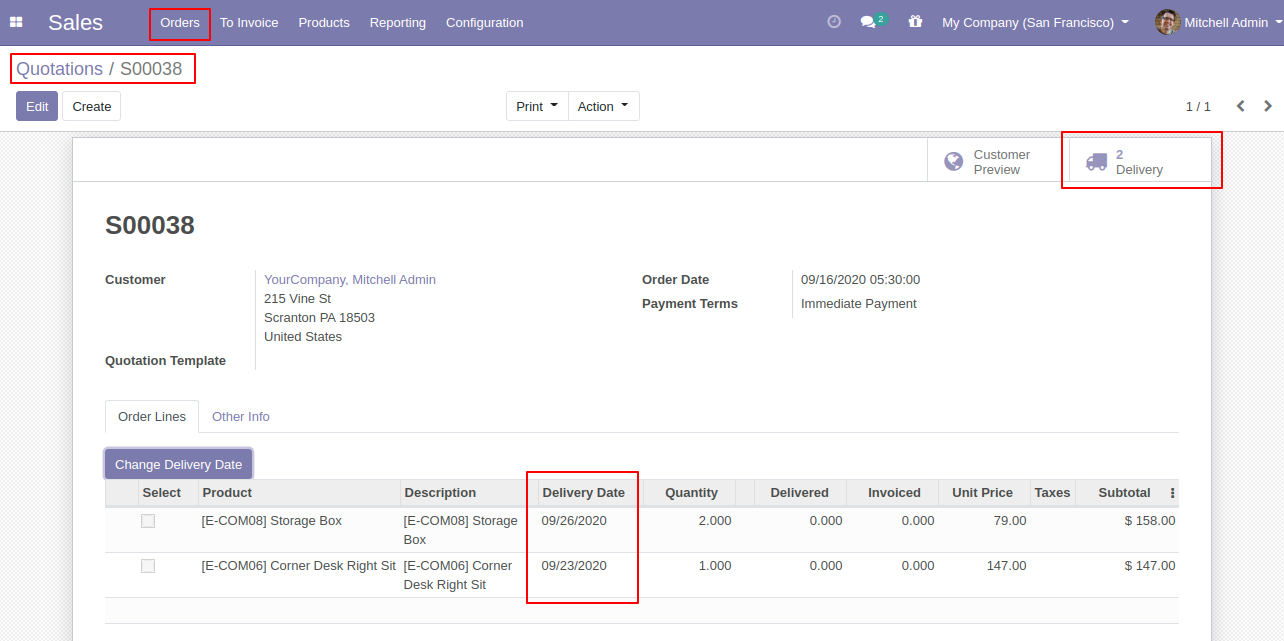 Sales Orders To Invoice Products Reporting Configuration 2 My Company (San Francisco) Mitchell Admin
Quotations / S00038
Edit Create Print Action 1 / 1
Customer Preview
2 Delivery
S00038
Customer YourCompany, Mitchell Admin
215 Vine St
Scranton PA 18503
United States
Quotation Template
Order Date 09/16/2020 05:30:00
Payment Terms Immediate Payment
Order Lines Other Info
Change Delivery Date
Select Product Description Delivery Date Quantity Delivered Invoiced Unit Price Taxes Subtotal
[E-COM08] Storage Box [E-COM08] Storage Box 09/26/2020 2.000 0.000 0.000 79.00 $ 158.00
[E-COM06] Corner Desk Right Sit [E-COM06] Corner Desk Right Sit 09/23/2020 1.000 0.000 0.000 147.00 $ 147.00